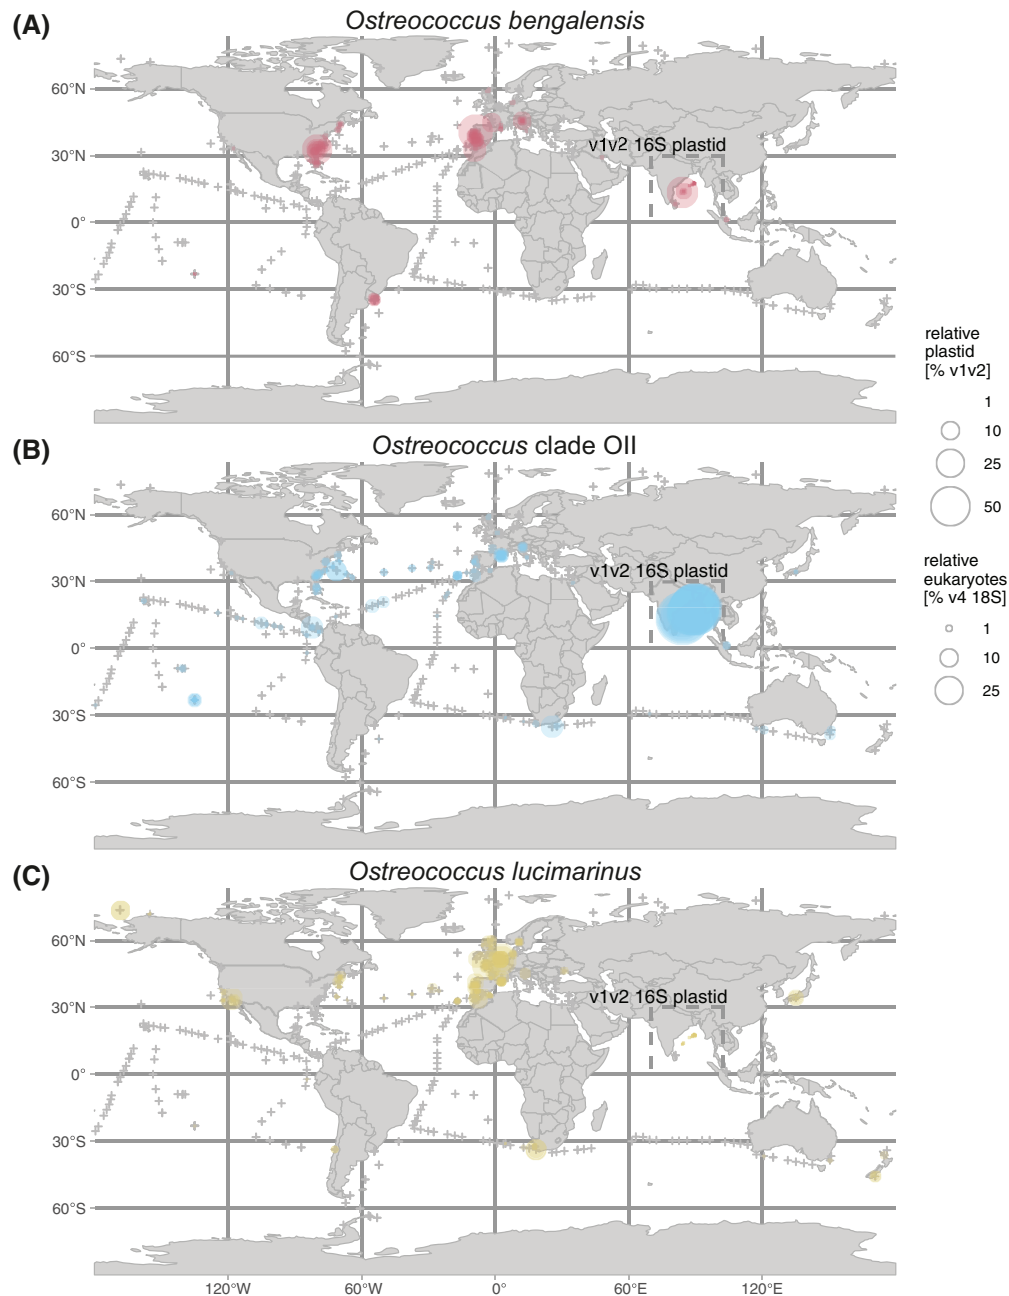 (A)
Ostreococcus bengalensis
60°N
30°N
0°
30°S
60°S
v1v2 16S plastid
(B)
Ostreococcus clade OII
60°N
30°N
0°
30°S
60°S
v1v2 16S plastid
(C)
Ostreococcus lucimarinus
60°N
30°N
0°
30°S
60°S
v1v2 16S plastid
120°W 60°W 0° 60°E 120°E
relative
plastid
[% v1v2]
1
10
25
50
relative
eukaryotes
[% v4 18S]
1
10
25